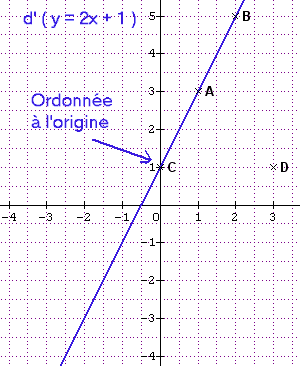 d' ( y = 2x + 1 )
5
B
4
Ordonnée
à l'origine
3
A
2
1
C
D
-4
-3
-2
-1
0
1
2
3
-1
-2
-3
-4